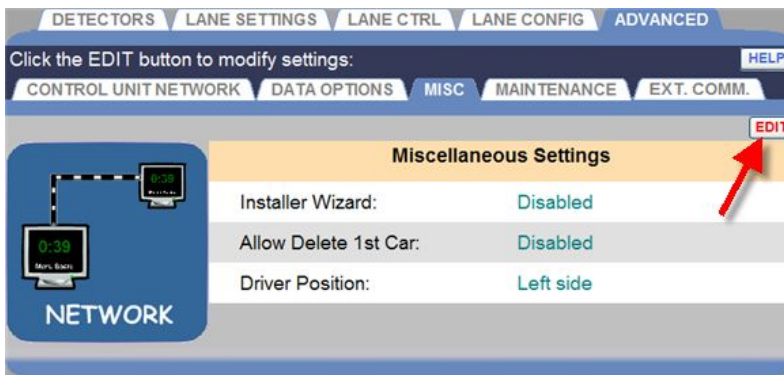 DETECTORS LANE SETTINGS LANE CTRL LANE CONFIG ADVANCED
Click the EDIT button to modify settings: HELP
CONTROL UNIT NETWORK DATA OPTIONS MISC MAINTENANCE EXT. COMM.
EDIT
Miscellaneous Settings
0:39
Installer Wizard: Disabled
0:39
Allow Delete 1st Car: Disabled
Menu Board
Driver Position: Left side
NETWORK